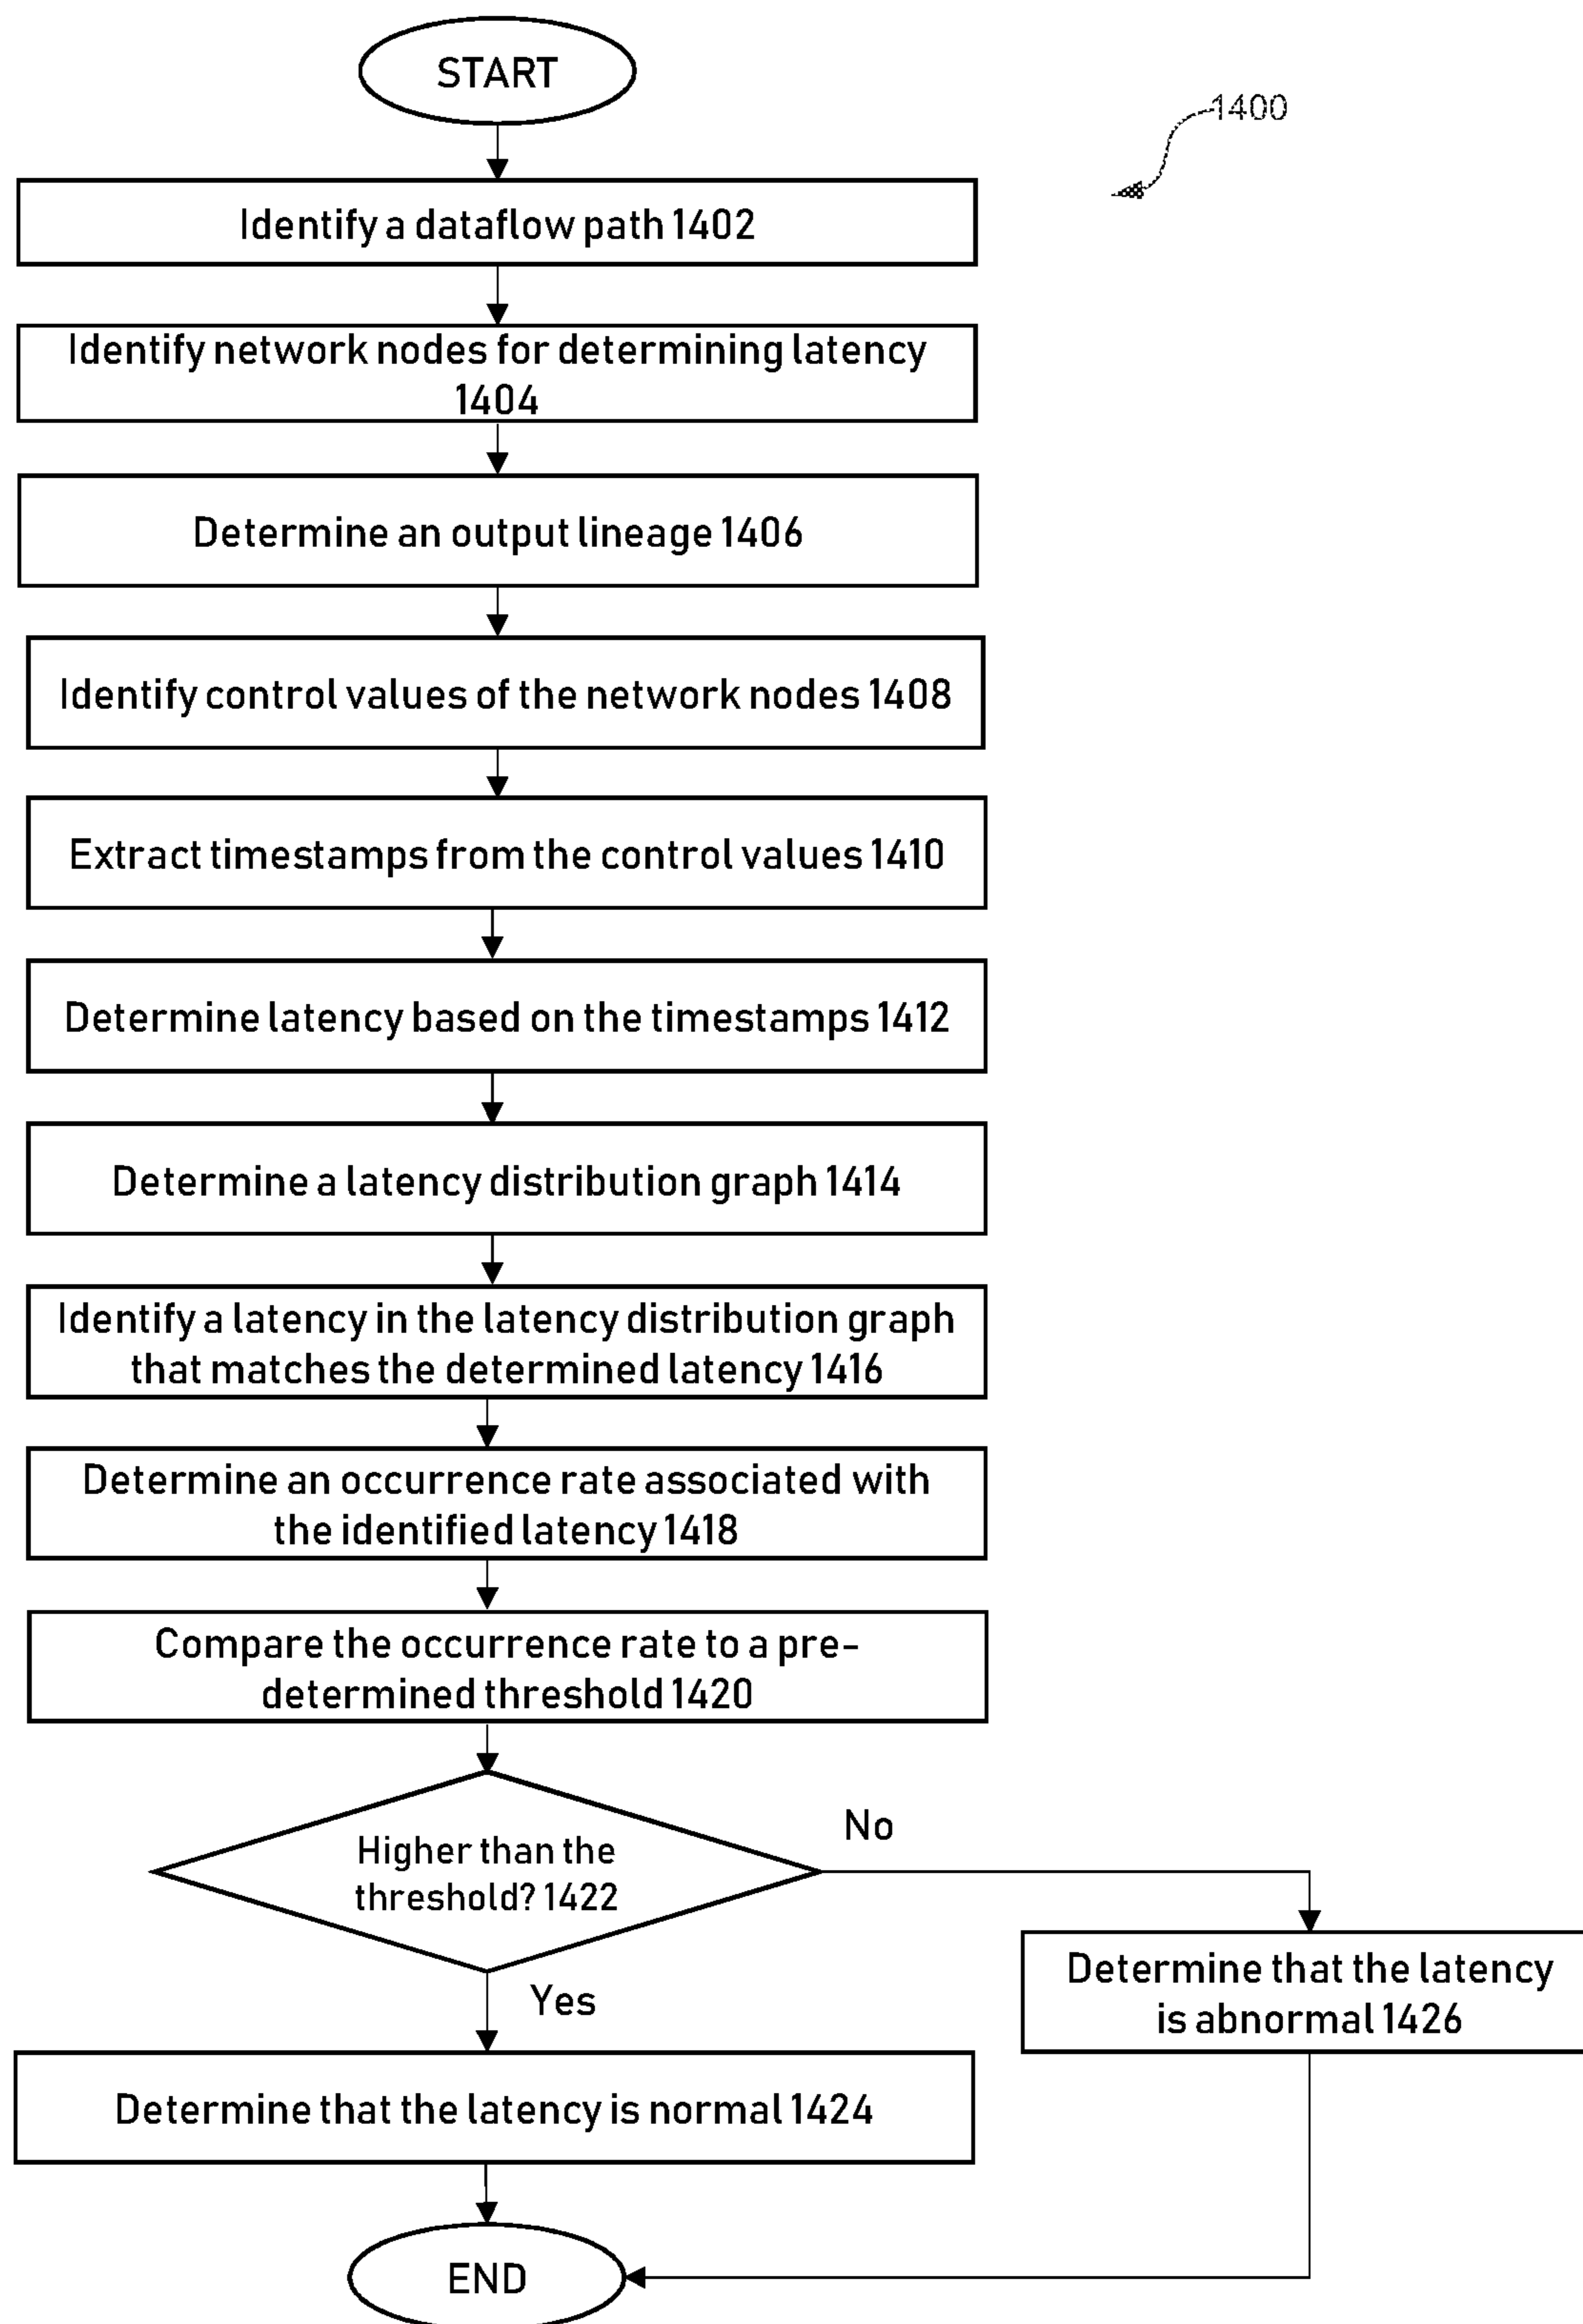 START
1400
Identify a dataflow path 1402
Identify network nodes for determining latency
1404
Determine an output lineage 1406
Identify control values of the network nodes 1408
Extract timestamps from the control values 1410
Determine latency based on the timestamps 1412
Determine a latency distribution graph 1414
Identify a latency in the latency distribution graph
that matches the determined latency 1416
Determine an occurrence rate associated with
the identified latency 1418
Compare the occurrence rate to a pre-
determined threshold 1420
No
Higher than the
threshold? 1422
Determine that the latency
is abnormal 1426
Yes
Determine that the latency is normal 1424
END